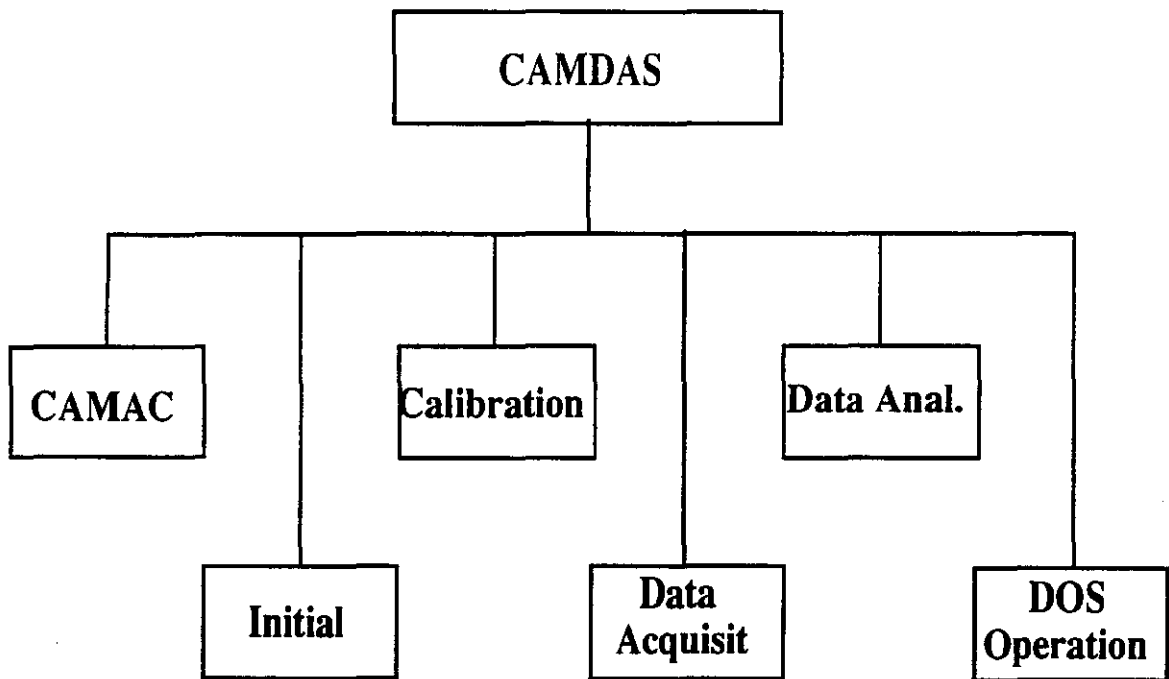 CAMDAS
CAMAC
Calibration
Data Anal.
Initial
Data
Acquisit
DOS
Operation